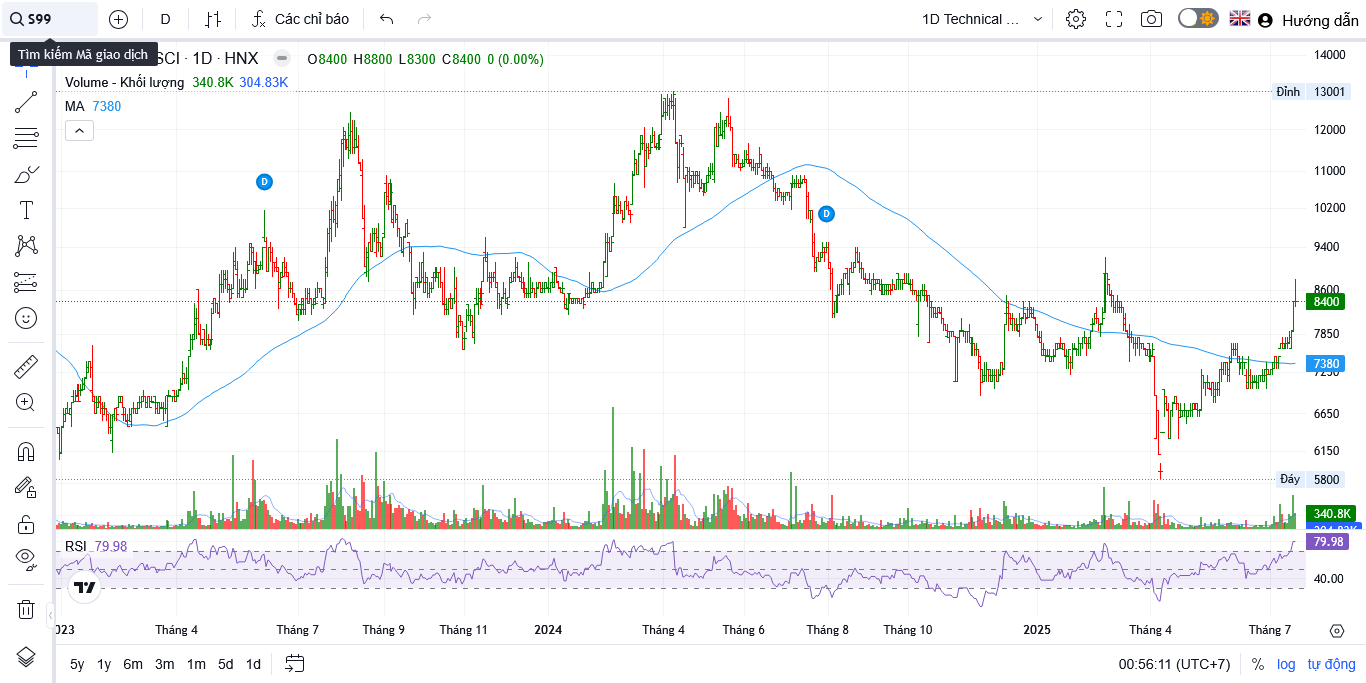 S99 D Các chỉ báo 1D Technical ... Hướng dẫn
Tìm kiếm Mã giao dịch
SCI · 1D · HNX O8400 H8800 L8300 C8400 0 (0.00%)
Volume - Khối lượng 340.8K 304.83K
MA 7380
14000
Đỉnh 13001
12000
11000
D
10200
D
9400
8600
8400
7850
7380
7250
6650
6150
Đáy 5800
340.8K
304.83K
RSI 79.98
79.98
40.00
2023 Tháng 4 Tháng 7 Tháng 9 Tháng 11 2024 Tháng 4 Tháng 6 Tháng 8 Tháng 10 2025 Tháng 4 Tháng 7
5y 1y 6m 3m 1m 5d 1d 00:56:11 (UTC+7) % log tự động